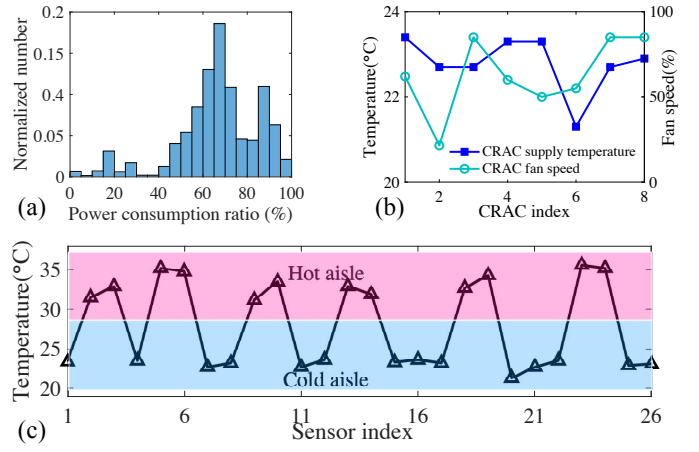 0.2
0.15
0.4
0.05
0
0 20 40 60 80 100
Normalized number
Power consumption ratio (%)
(a)
24
22
20
100
50
0
2 4 6 8
Temperature(°C)
Fan speed(%)
CRAC supply temperature
CRAC fan speed
CRAC index
(b)
35
30
25
20
1 6 11 16 21 26
Temperature(°C)
Hot aisle
Cold aisle
Sensor index
(c)